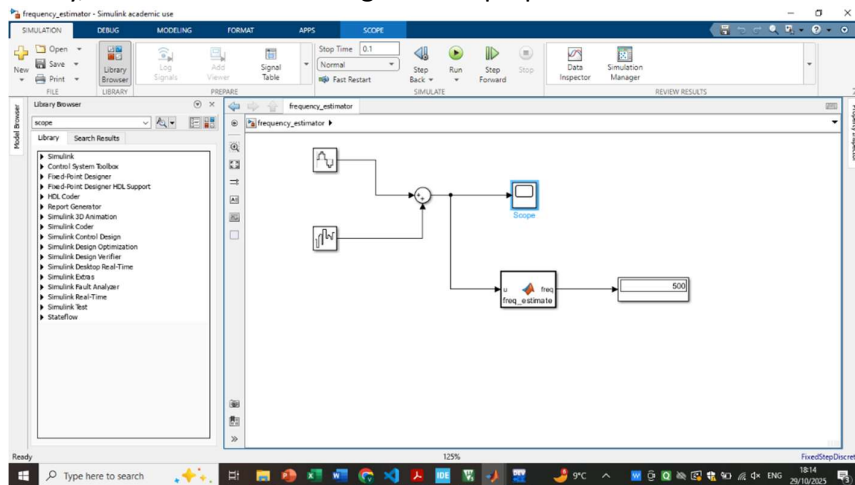 frequency_estimator - Simulink academic use
SIMULATION DEBUG MODELING FORMAT APPS SCOPE
New
Open
Save
Print
FILE
Library Browser
LIBRARY
Log Signals
Add Viewer
Signal Table
PREPARE
Stop Time 0.1
Normal
Fast Restart
Step Back
Run
Step Forward
Stop
SIMULATE
Data Inspector
Simulation Manager
REVIEW RESULTS
Model Browser
Library Browser
scope
Library Search Results
Simulink
Control System Toolbox
Fixed-Point Designer
Fixed-Point Designer HDL Support
HDL Coder
Report Generator
Simulink 3D Animation
Simulink Coder
Simulink Control Design
Simulink Design Optimization
Simulink Design Verifier
Simulink Desktop Real-Time
Simulink Extras
Simulink Fault Analyzer
Simulink Real-Time
Simulink Test
Stateflow
frequency_estimator
frequency_estimator
Scope
u freq
freq_estimate
500
Ready 125% FixedStepDiscret
Type here to search
9°C ENG
18:14
29/10/2025